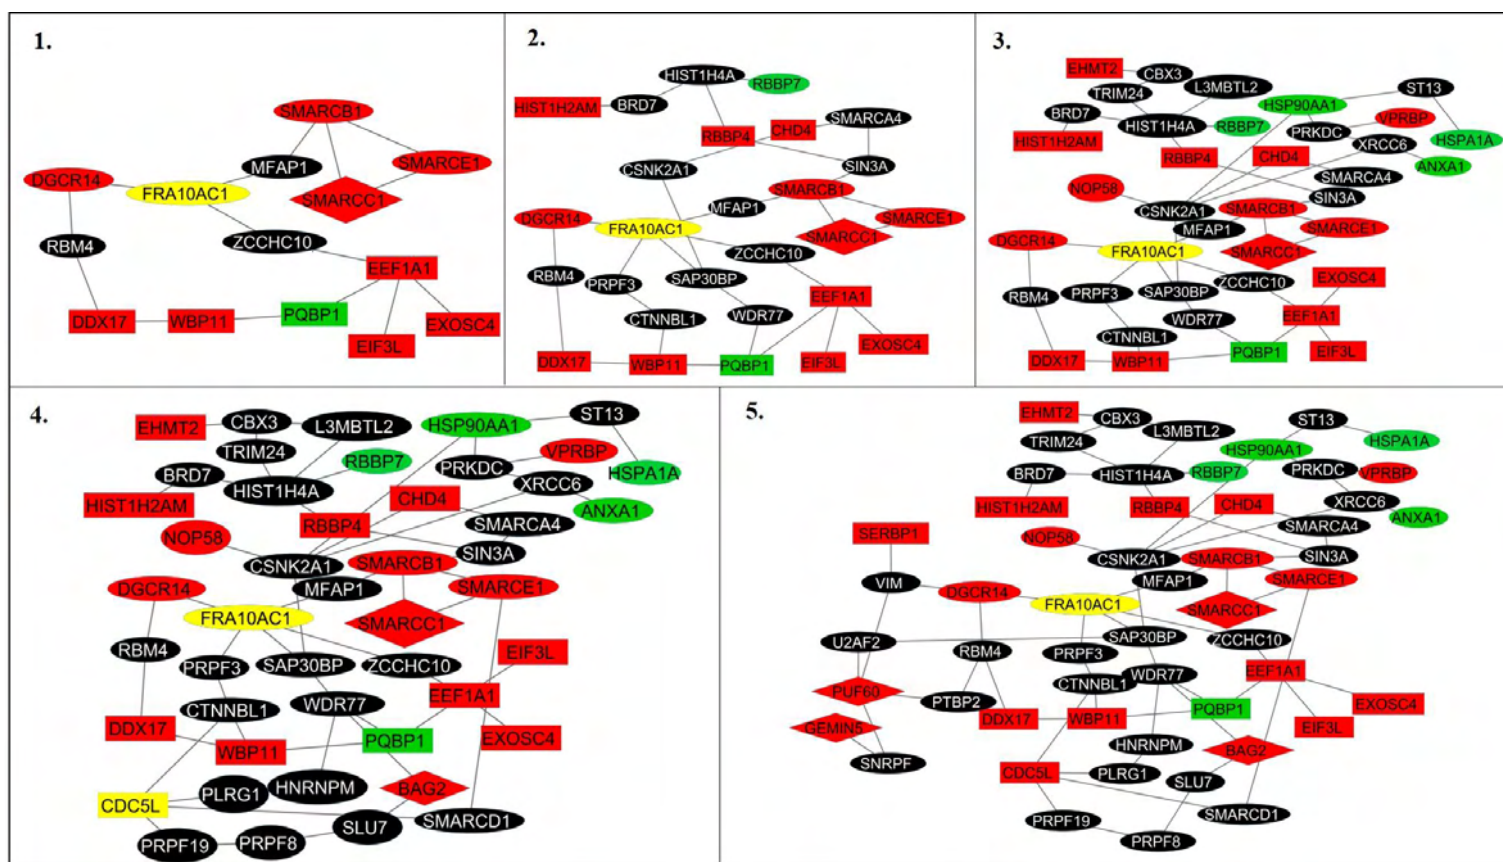 1.
SMARCB1
MFAP1
SMARCE1
DGCR14
FRA10AC1
SMARCC1
RBM4
ZCCHC10
EEF1A1
DDX17
WBP11
PQBP1
EXOSC4
EIF3L
2.
HIST1H4A
RBBP7
HIST1H2AM
BRD7
RBBP4
CHD4
SMARCA4
CSNK2A1
SIN3A
SMARCB1
MFAP1
DGCR14
FRA10AC1
SMARCE1
SMARCC1
ZCCHC10
RBM4
PRPF3
SAP30BP
EEF1A1
CTNNBL1
WDR77
EXOSC4
DDX17
WBP11
PQBP1
EIF3L
3.
EHMT2
CBX3
ST13
TRIM24
L3MBTL2
HSP90AA1
BRD7
HIST1H4A
RBBP7
PRKDC
VPRBP
HIST1H2AM
HSPA1A
XRCC6
RBBP4
CHD4
ANXA1
SMARCA4
NOP58
SIN3A
CSNK2A1
SMARCB1
MFAP1
SMARCE1
DGCR14
FRA10AC1
SMARCC1
EXOSC4
RBM4
PRPF3
SAP30BP
ZCCHC10
WDR77
EEF1A1
CTNNBL1
DDX17
WBP11
PQBP1
EIF3L
4.
EHMT2
CBX3
L3MBTL2
HSP90AA1
ST13
TRIM24
VPRBP
BRD7
RBBP7
PRKDC
HSPA1A
HIST1H4A
XRCC6
HIST1H2AM
CHD4
ANXA1
RBBP4
SMARCA4
NOP58
SIN3A
CSNK2A1
SMARCB1
DGCR14
MFAP1
SMARCE1
FRA10AC1
SMARCC1
RBM4
EIF3L
PRPF3
SAP30BP
ZCCHC10
EEF1A1
CTNNBL1
WDR77
DDX17
PQBP1
EXOSC4
WBP11
HNRNPM
BAG2
CDC5L
PLRG1
SMARCD1
SLU7
PRPF19
PRPF8
5.
EHMT2
CBX3
ST13
TRIM24
L3MBTL2
HSPA1A
HSP90AA1
BRD7
HIST1H4A
RBBP7
PRKDC
VPRBP
HIST1H2AM
RBBP4
CHD4
XRCC6
ANXA1
SMARCA4
SERBP1
NOP58
CSNK2A1
SMARCB1
SIN3A
VIM
MFAP1
SMARCE1
DGCR14
FRA10AC1
SMARCC1
U2AF2
RBM4
SAP30BP
ZCCHC10
PRPF3
WDR77
EEF1A1
PUF60
PTBP2
CTNNBL1
PQBP1
EXOSC4
GEMIN5
DDX17
WBP11
EIF3L
HNRNPM
BAG2
SNRPF
CDC5L
PLRG1
SLU7
SMARCD1
PRPF19
PRPF8